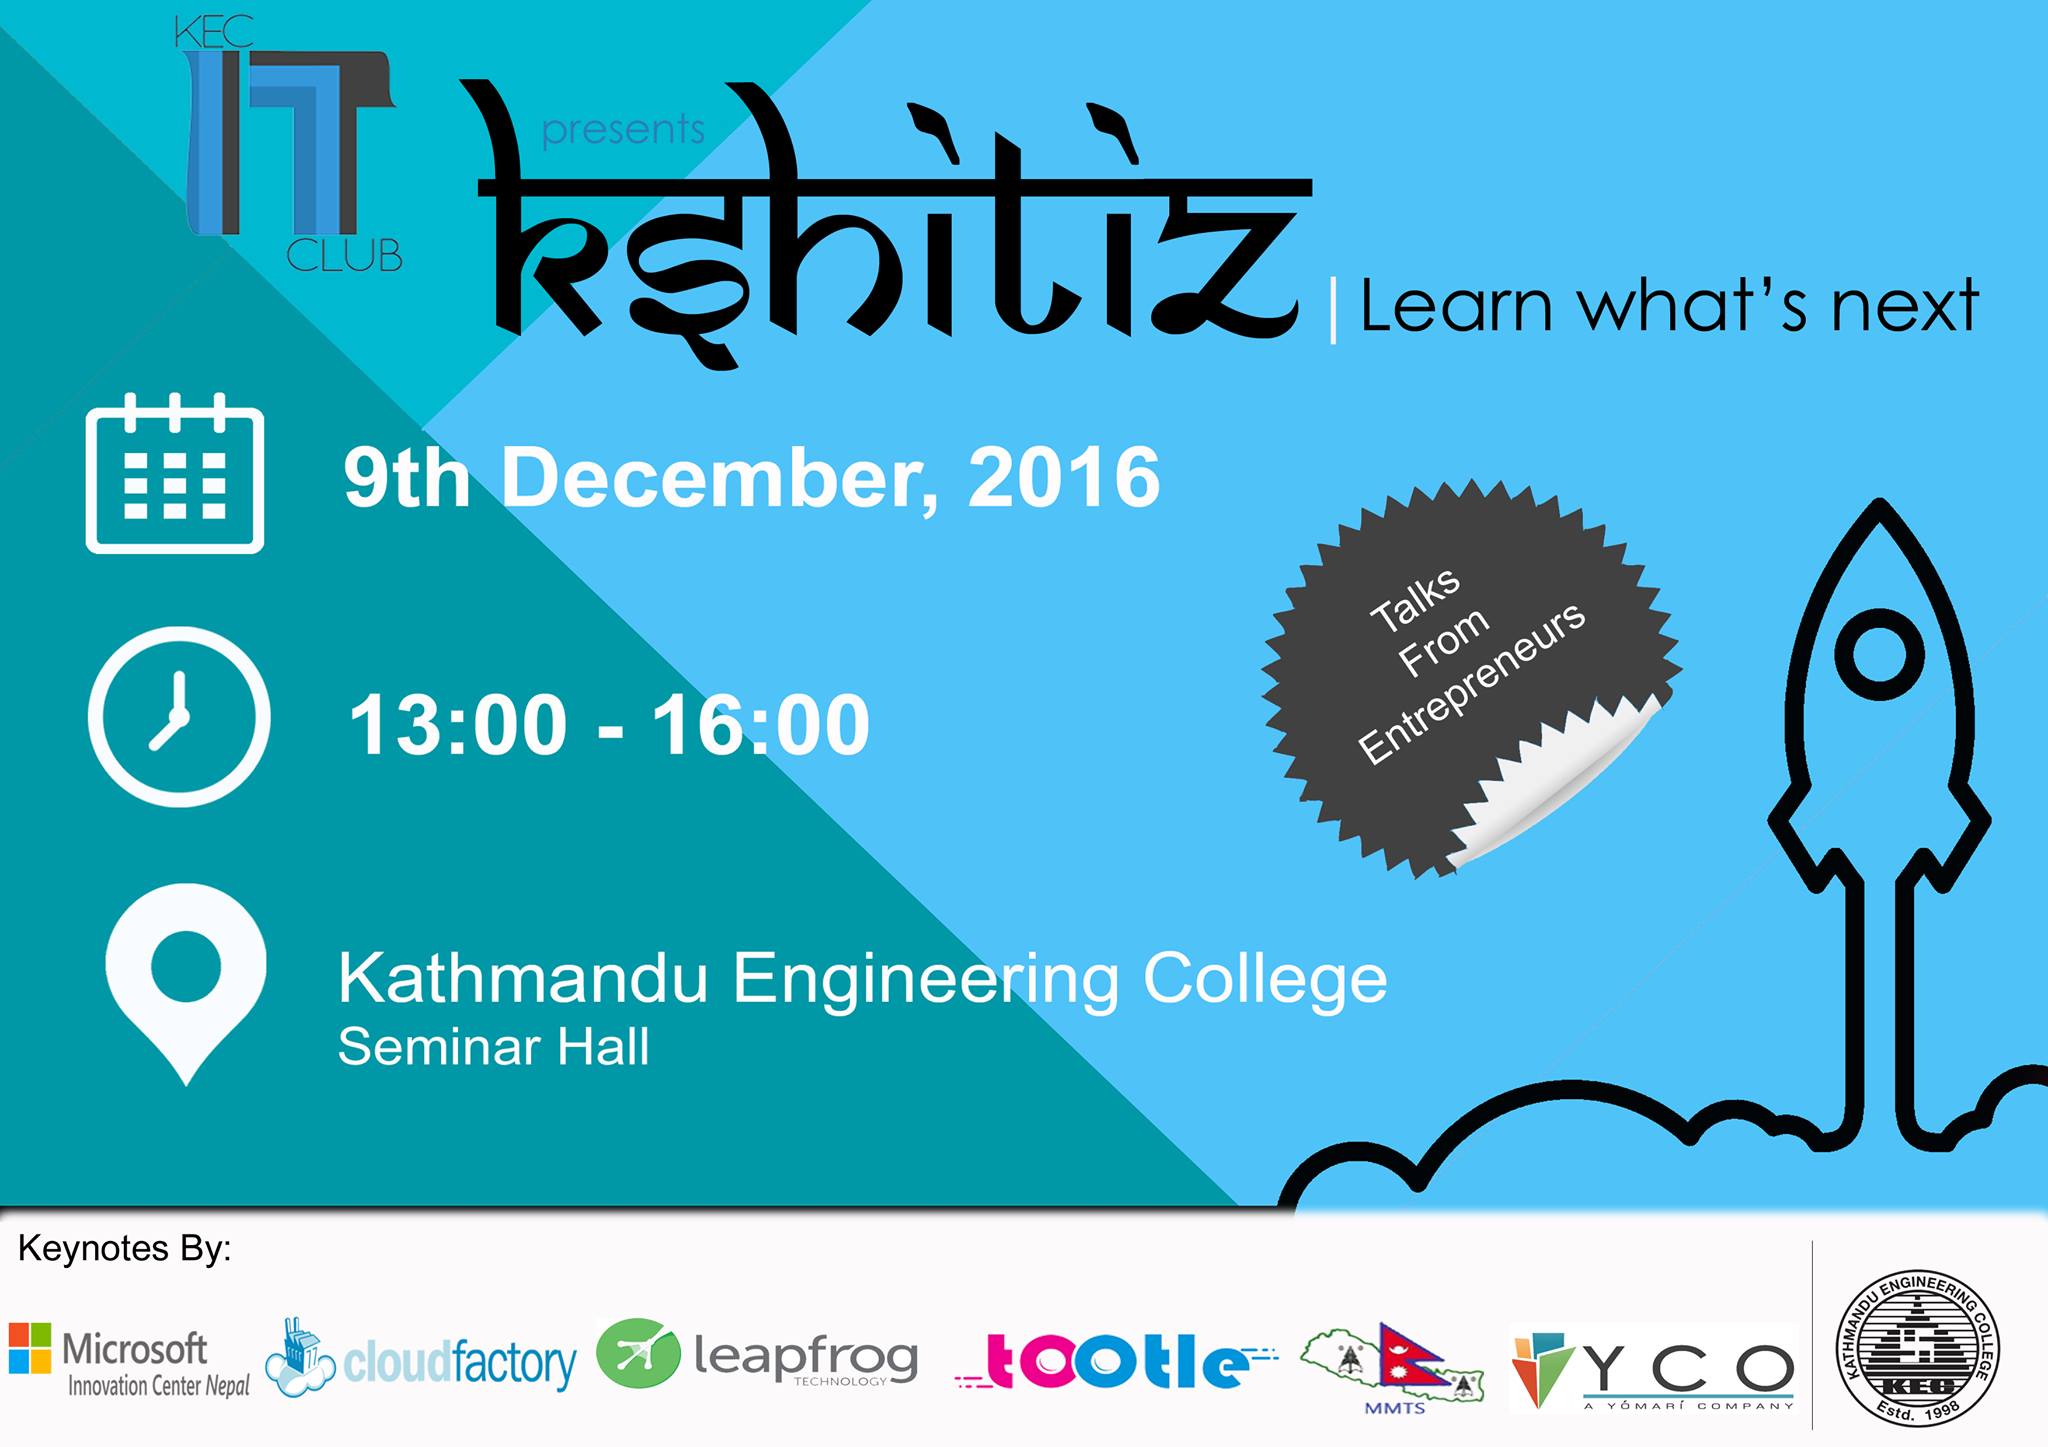 KEC
IT
CLUB
presents
kshitiz
| Learn what's next
9th December, 2016
13:00 - 16:00
Talks
From
Entrepreneurs
Kathmandu Engineering College
Seminar Hall
Keynotes By:
Microsoft
Innovation Center Nepal
cloudfactory
leapfrog
TECHNOLOGY
tootle
MMTS
YCO
A YÓMARÍ COMPANY
KATHMANDU ENGINEERING COLLEGE
KEC
Estd. 1998